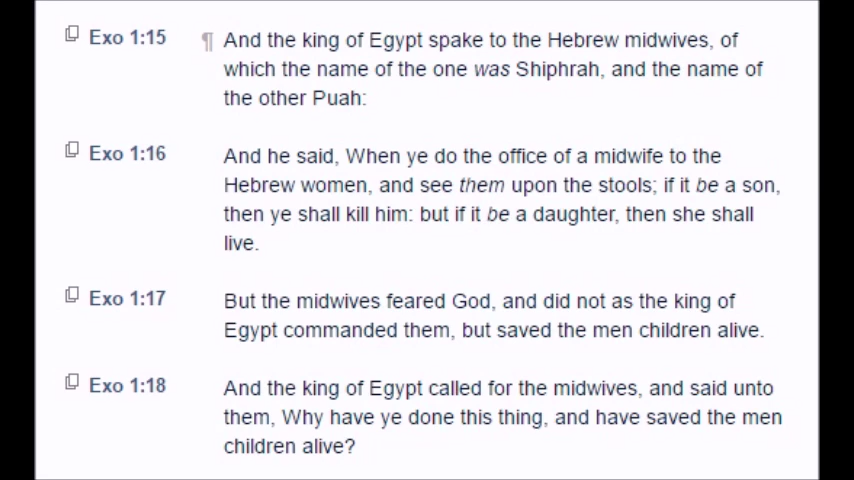 Exo 1:15 ¶ And the king of Egypt spake to the Hebrew midwives, of
which the name of the one was Shiphrah, and the name of
the other Puah:
Exo 1:16 And he said, When ye do the office of a midwife to the
Hebrew women, and see them upon the stools; if it be a son,
then ye shall kill him: but if it be a daughter, then she shall
live.
Exo 1:17 But the midwives feared God, and did not as the king of
Egypt commanded them, but saved the men children alive.
Exo 1:18 And the king of Egypt called for the midwives, and said unto
them, Why have ye done this thing, and have saved the men
children alive?